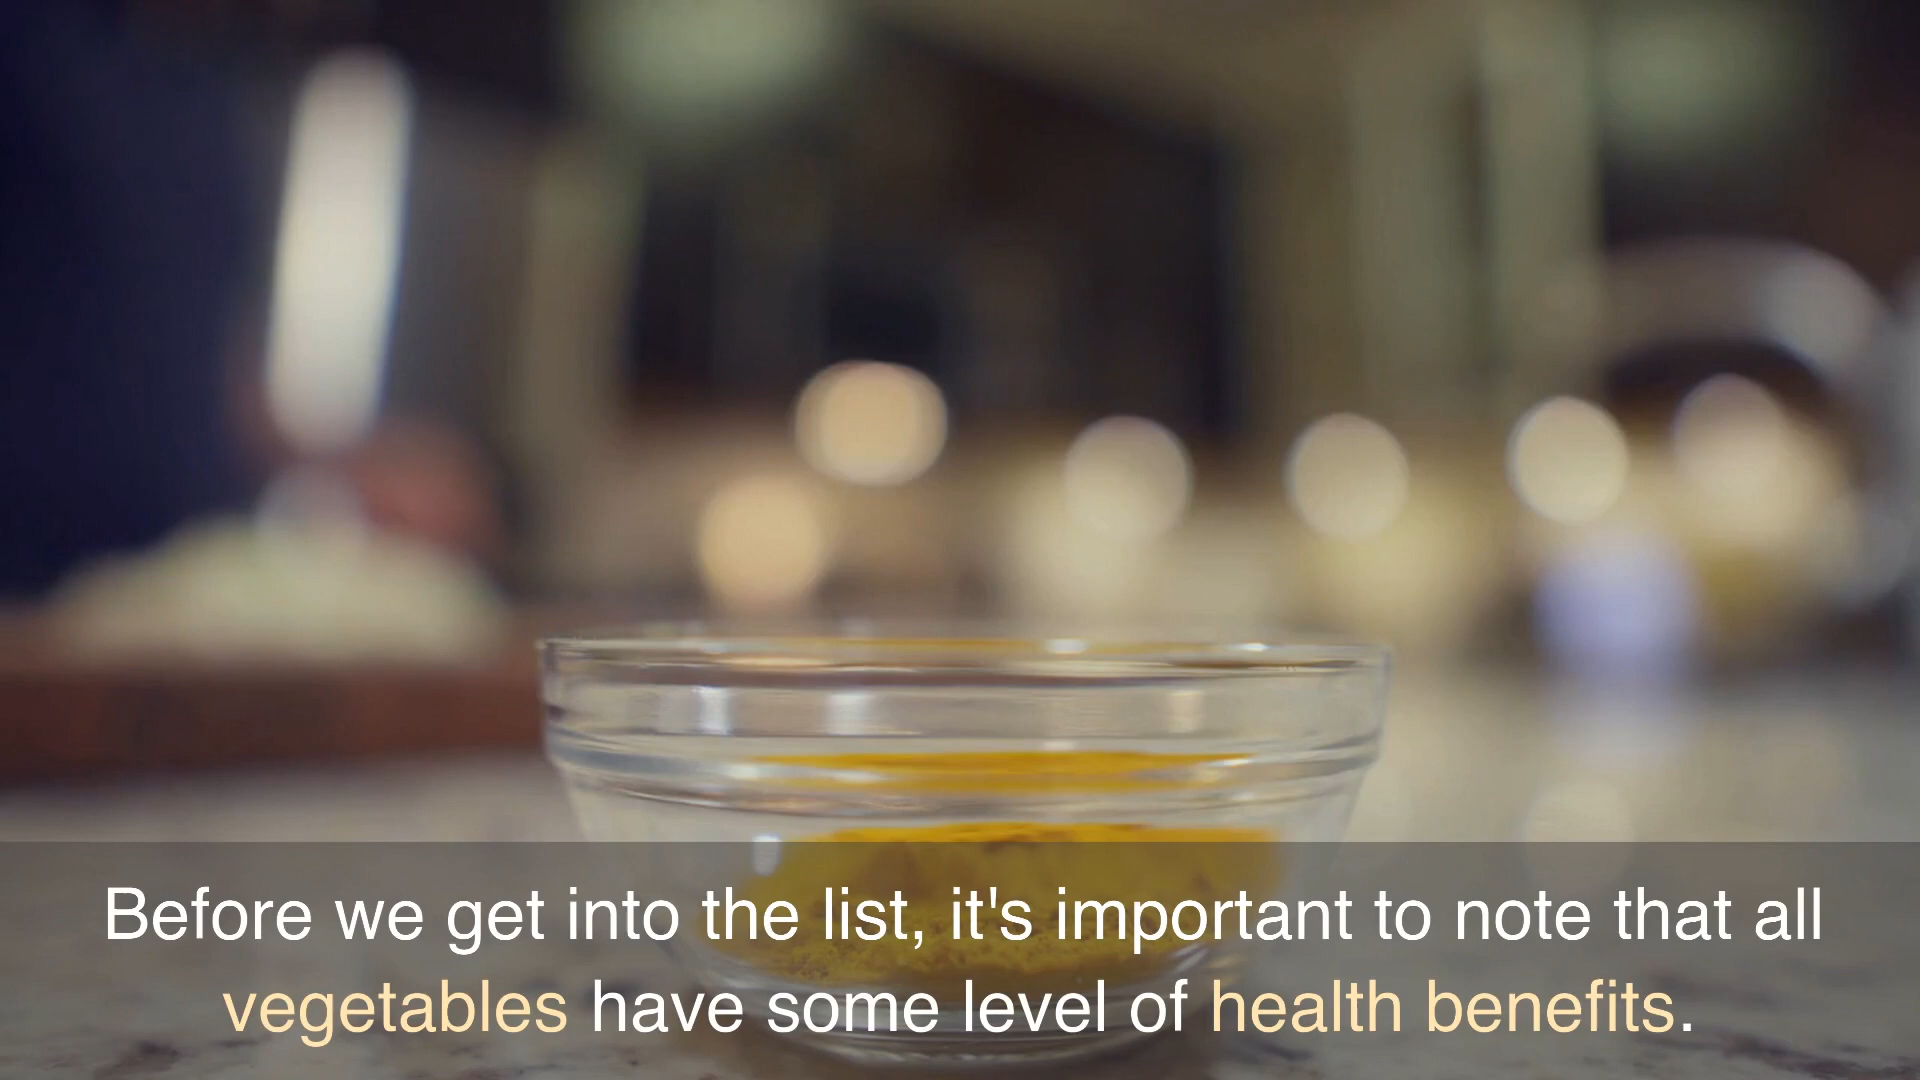 Before we get into the list, it's important to note that all
vegetables have some level of health benefits.